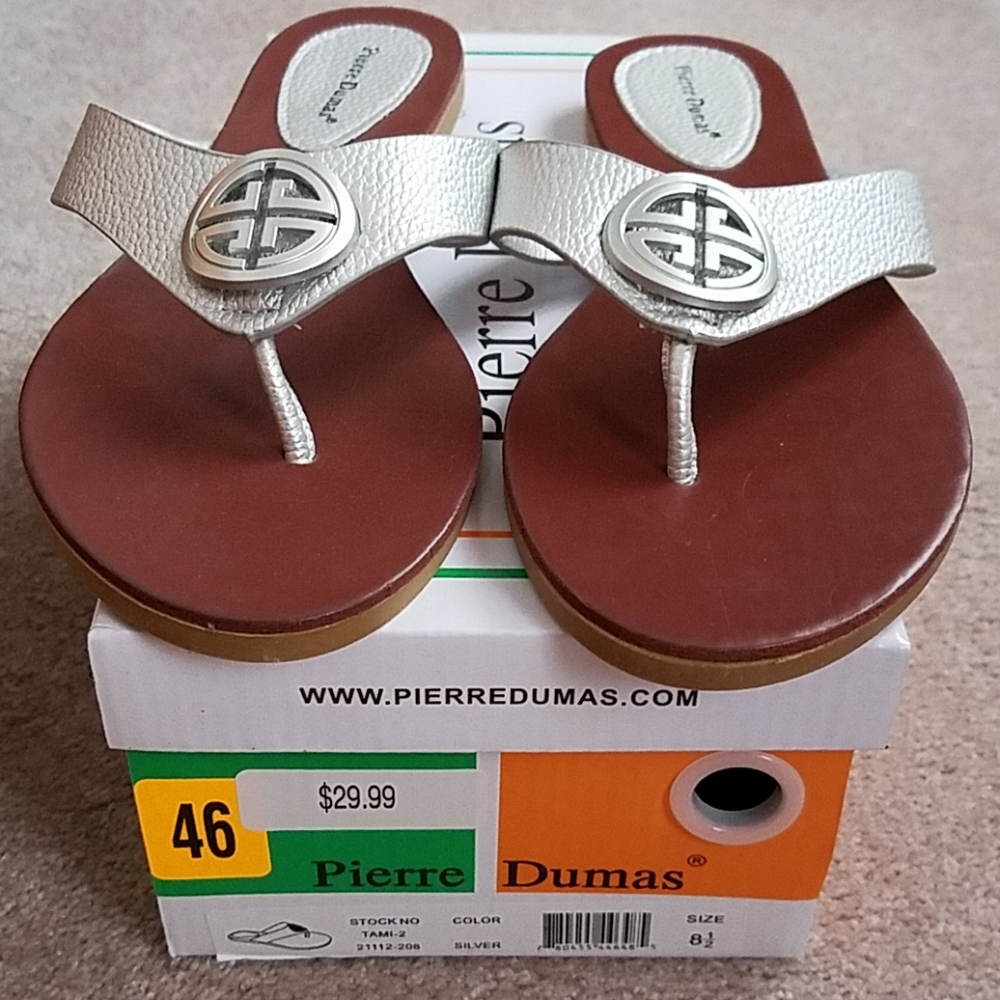 Pierre Dumas®
Pierre Dumas®
Pierre
WWW.PIERREDUMAS.COM
46
$29.99
Pierre Dumas®
STOCK NO
TAMI-2
21112-208
COLOR
SILVER
SIZE
8½